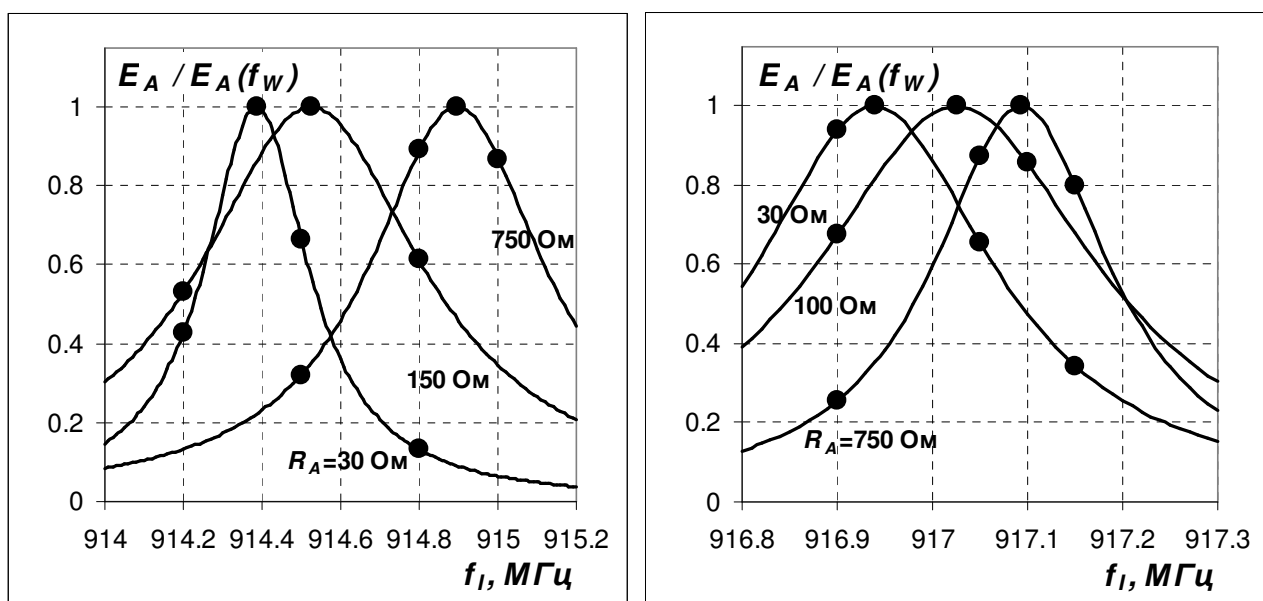 E_A / E_A(f_W)
1
0.8
0.6
0.4
0.2
0
750 Ом
150 Ом
R_A=30 Ом
914 914.2 914.4 914.6 914.8 915 915.2
f_I, МГц
E_A / E_A(f_W)
1
0.8
0.6
0.4
0.2
0
30 Ом
100 Ом
R_A=750 Ом
916.8 916.9 917 917.1 917.2 917.3
f_I, МГц